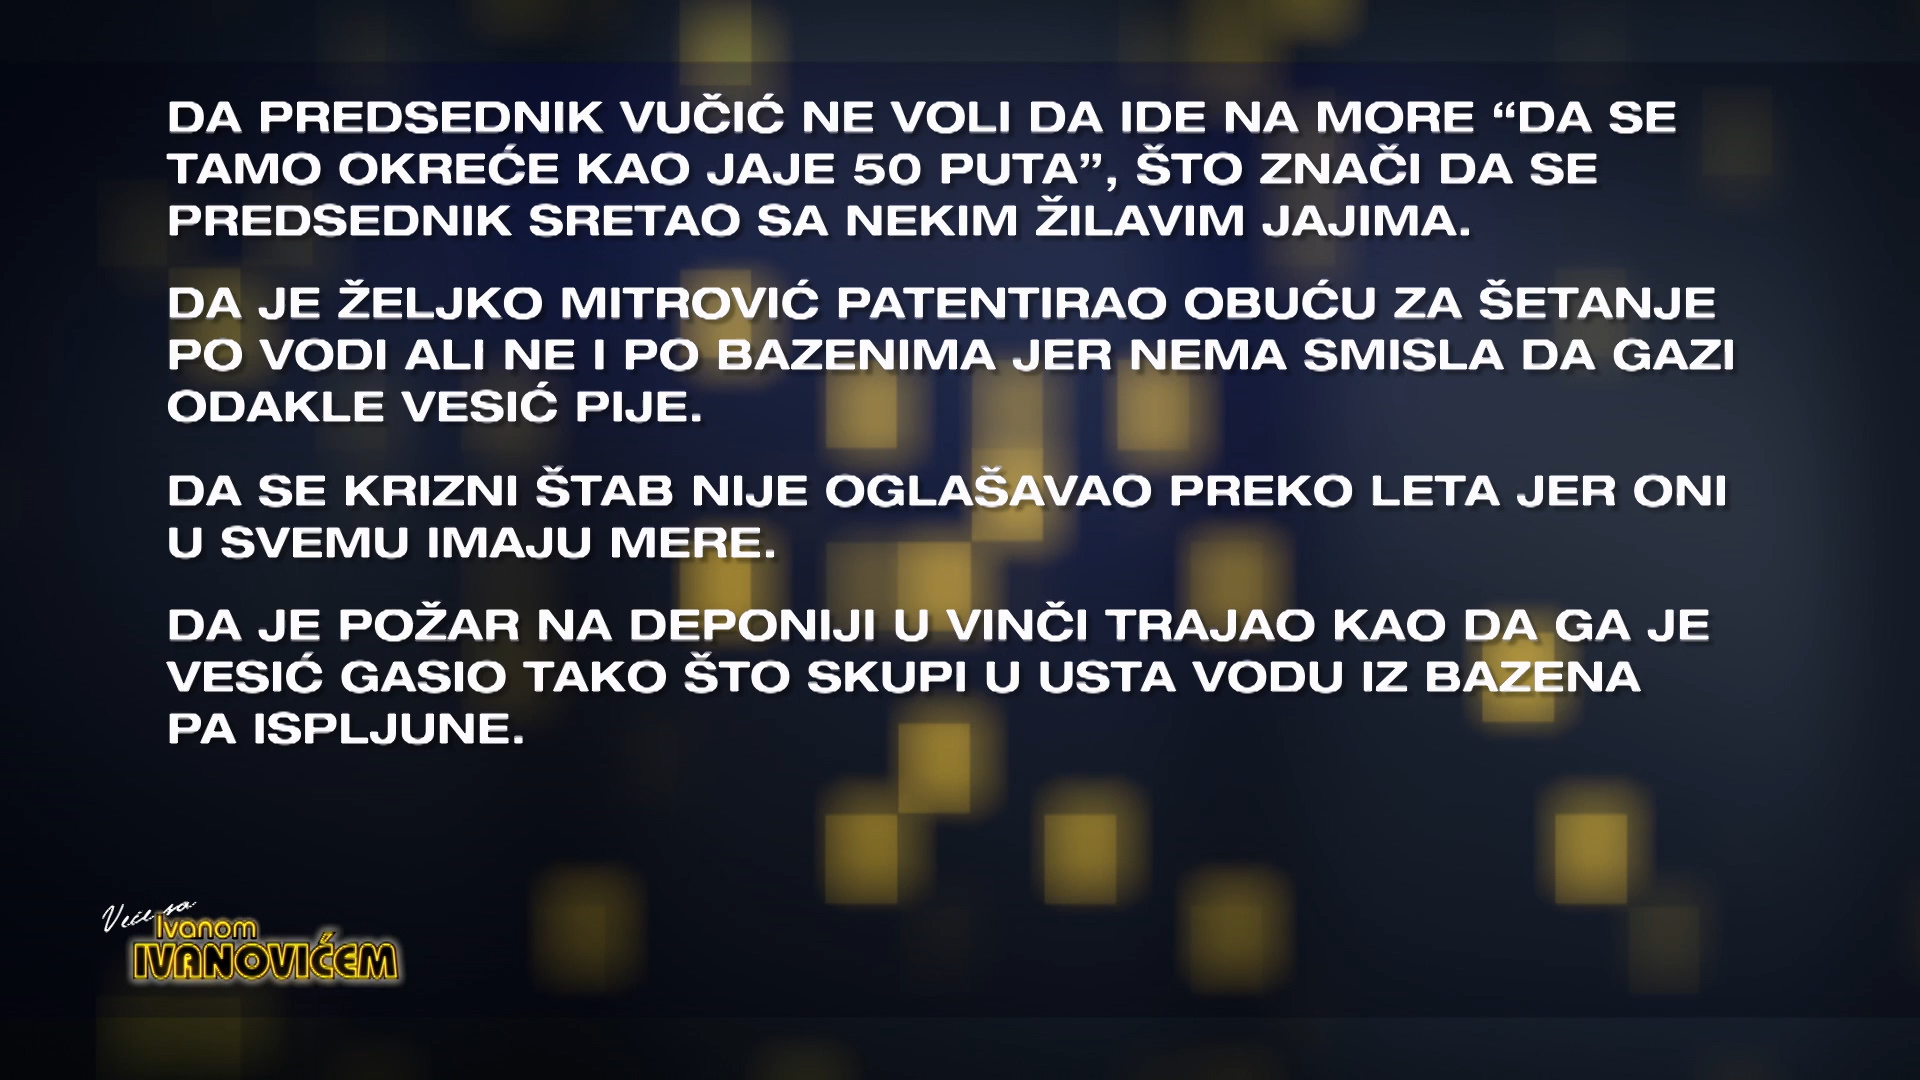 DA PREDSEDNIK VUČIĆ NE VOLI DA IDE NA MORE “DA SE
TAMO OKREĆE KAO JAJE 50 PUTA”, ŠTO ZNAČI DA SE
PREDSEDNIK SRETAO SA NEKIM ŽILAVIM JAJIMA.
DA JE ŽELJKO MITROVIĆ PATENTIRAO OBUĆU ZA ŠETANJE
PO VODI ALI NE I PO BAZENIMA JER NEMA SMISLA DA GAZI
ODAKLE VESIĆ PIJE.
DA SE KRIZNI ŠTAB NIJE OGLAŠAVAO PREKO LETA JER ONI
U SVEMU IMAJU MERE.
DA JE POŽAR NA DEPONIJI U VINČI TRAJAO KAO DA GA JE
VESIĆ GASIO TAKO ŠTO SKUPI U USTA VODU IZ BAZENA
PA ISPLJUNE.
Veče sa
Ivanom
IVANOVIĆEM